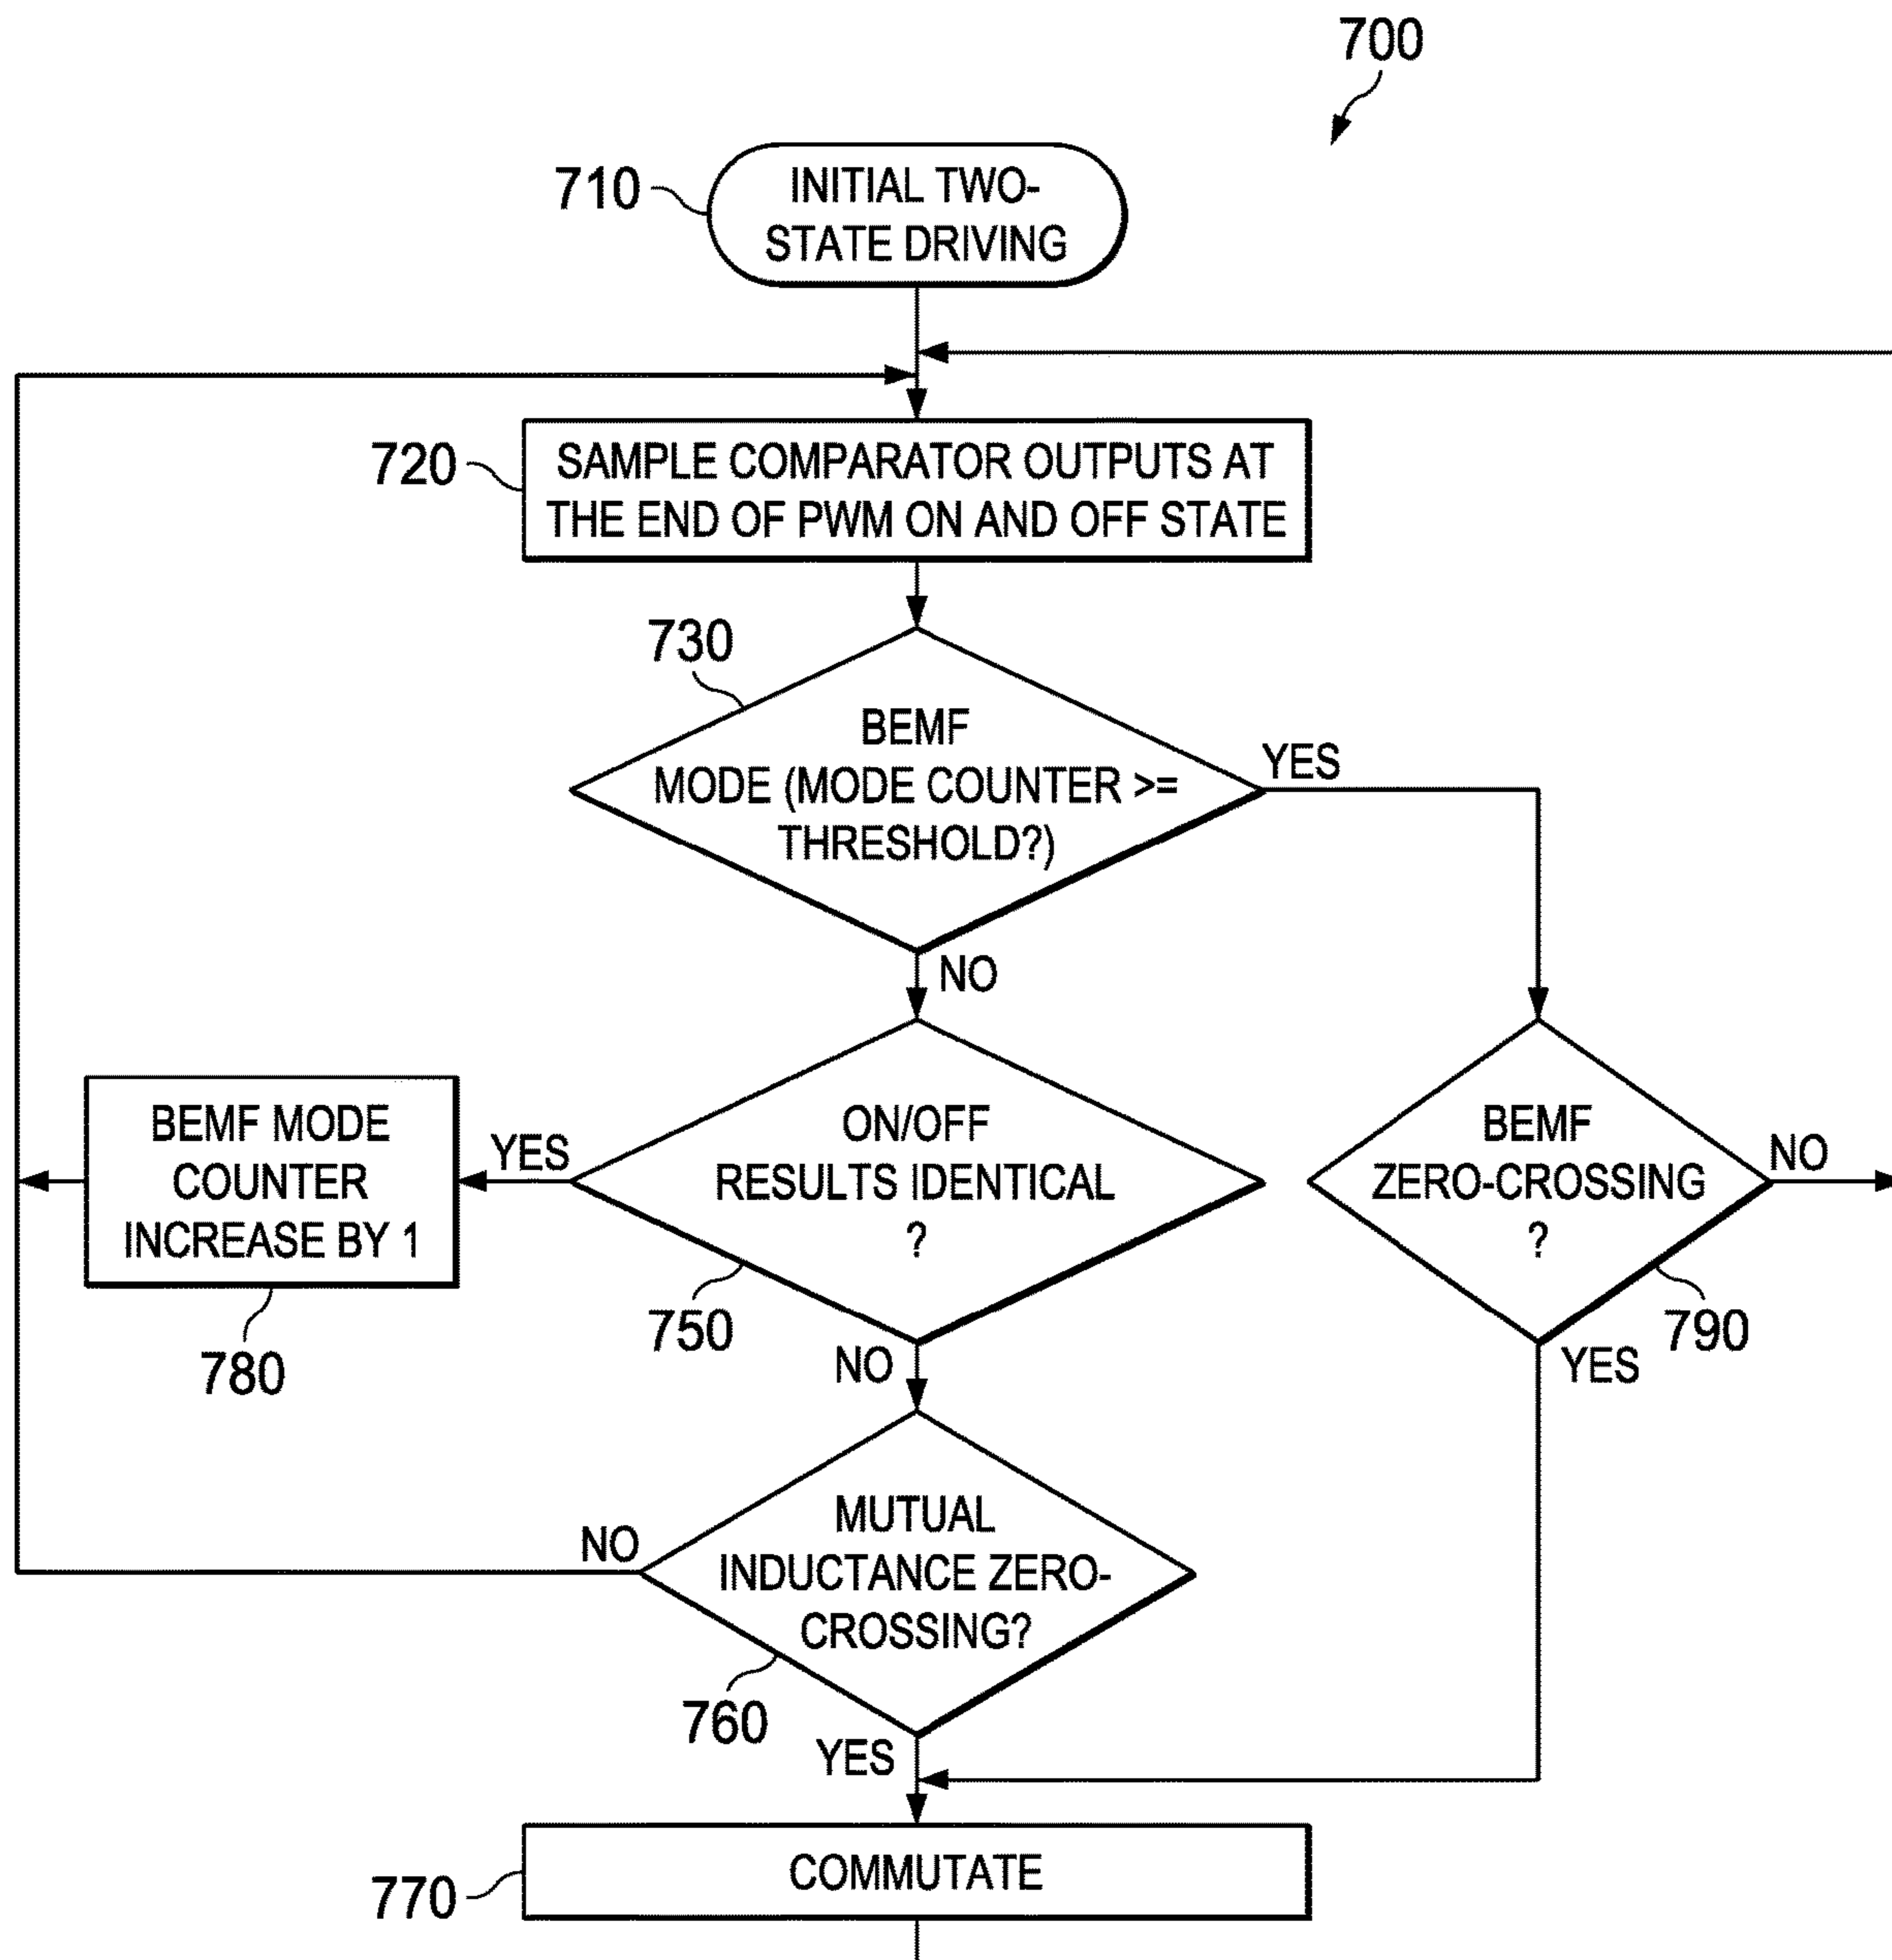 700
710
INITIAL TWO-
STATE DRIVING
720
SAMPLE COMPARATOR OUTPUTS AT
THE END OF PWM ON AND OFF STATE
730
BEMF
MODE (MODE COUNTER >=
THRESHOLD?)
YES
NO
BEMF MODE
COUNTER
INCREASE BY 1
780
YES
ON/OFF
RESULTS IDENTICAL
?
750
NO
BEMF
ZERO-CROSSING
?
NO
790
YES
NO
MUTUAL
INDUCTANCE ZERO-
CROSSING?
760
YES
770
COMMUTATE